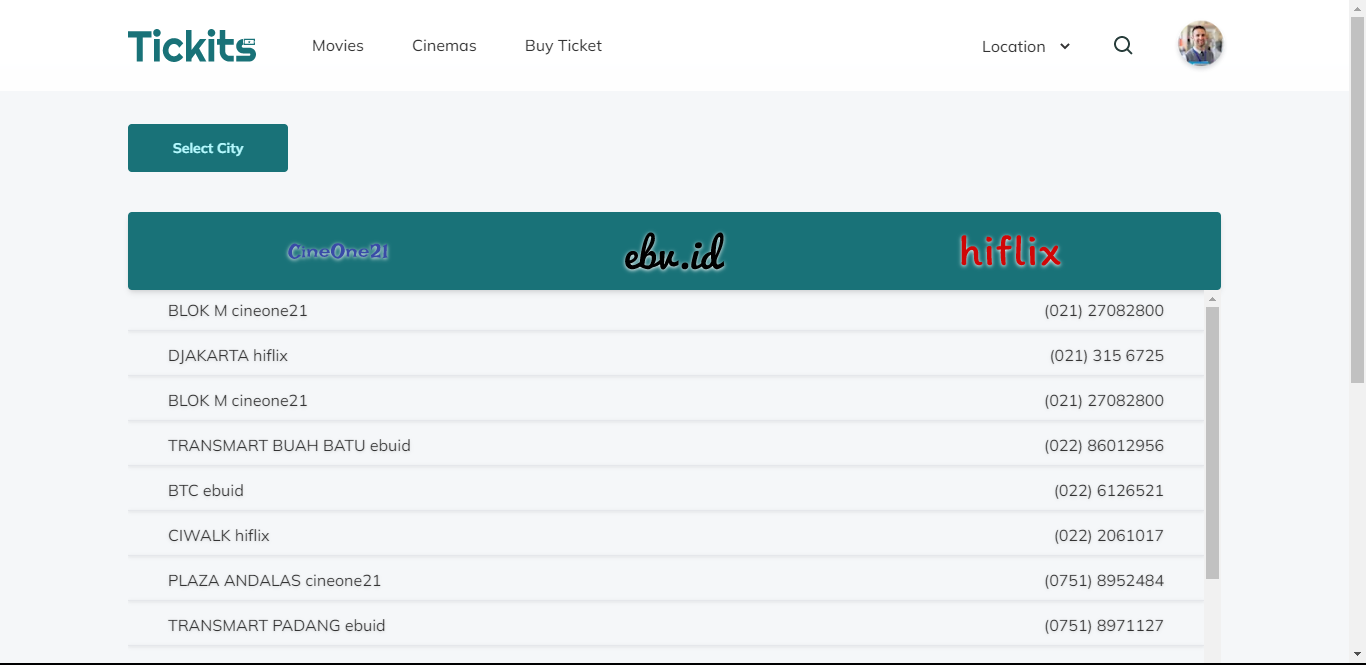 Tickits Movies Cinemas Buy Ticket Location
Select City
CineOne21 ebv.id hiflix
BLOK M cineone21 (021) 27082800
DJAKARTA hiflix (021) 315 6725
BLOK M cineone21 (021) 27082800
TRANSMART BUAH BATU ebuid (022) 86012956
BTC ebuid (022) 6126521
CIWALK hiflix (022) 2061017
PLAZA ANDALAS cineone21 (0751) 8952484
TRANSMART PADANG ebuid (0751) 8971127